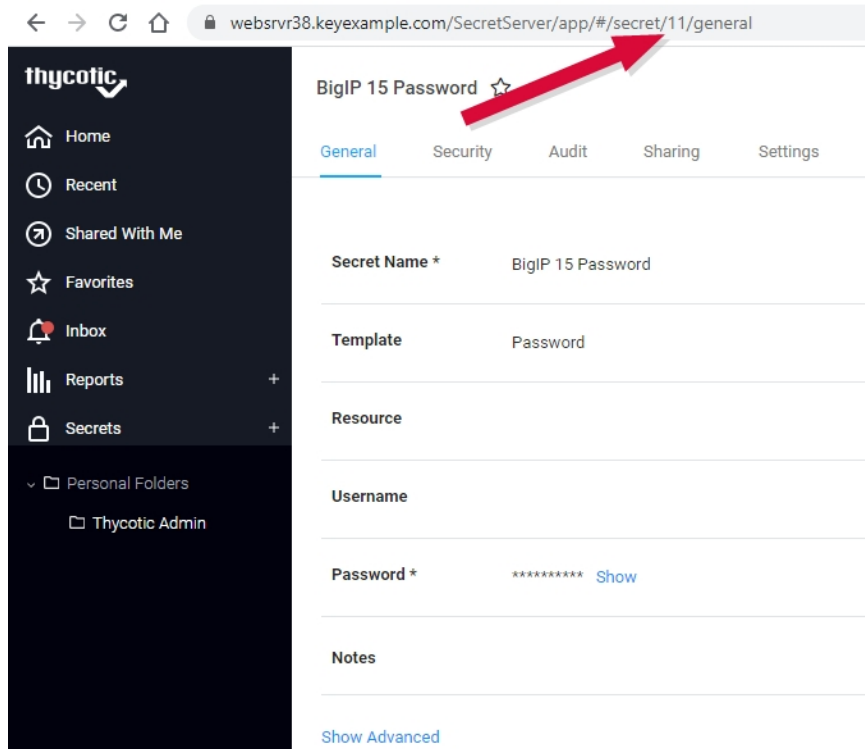 websrvr38.keyexample.com/SecretServer/app/#/secret/11/general
thycotic
BigIP 15 Password
Home
General Security Audit Sharing Settings
Recent
Shared With Me
Secret Name * BigIP 15 Password
Favorites
Inbox
Template Password
Reports +
Resource
Secrets +
Personal Folders
Username
Thycotic Admin
Password * ********** Show
Notes
Show Advanced